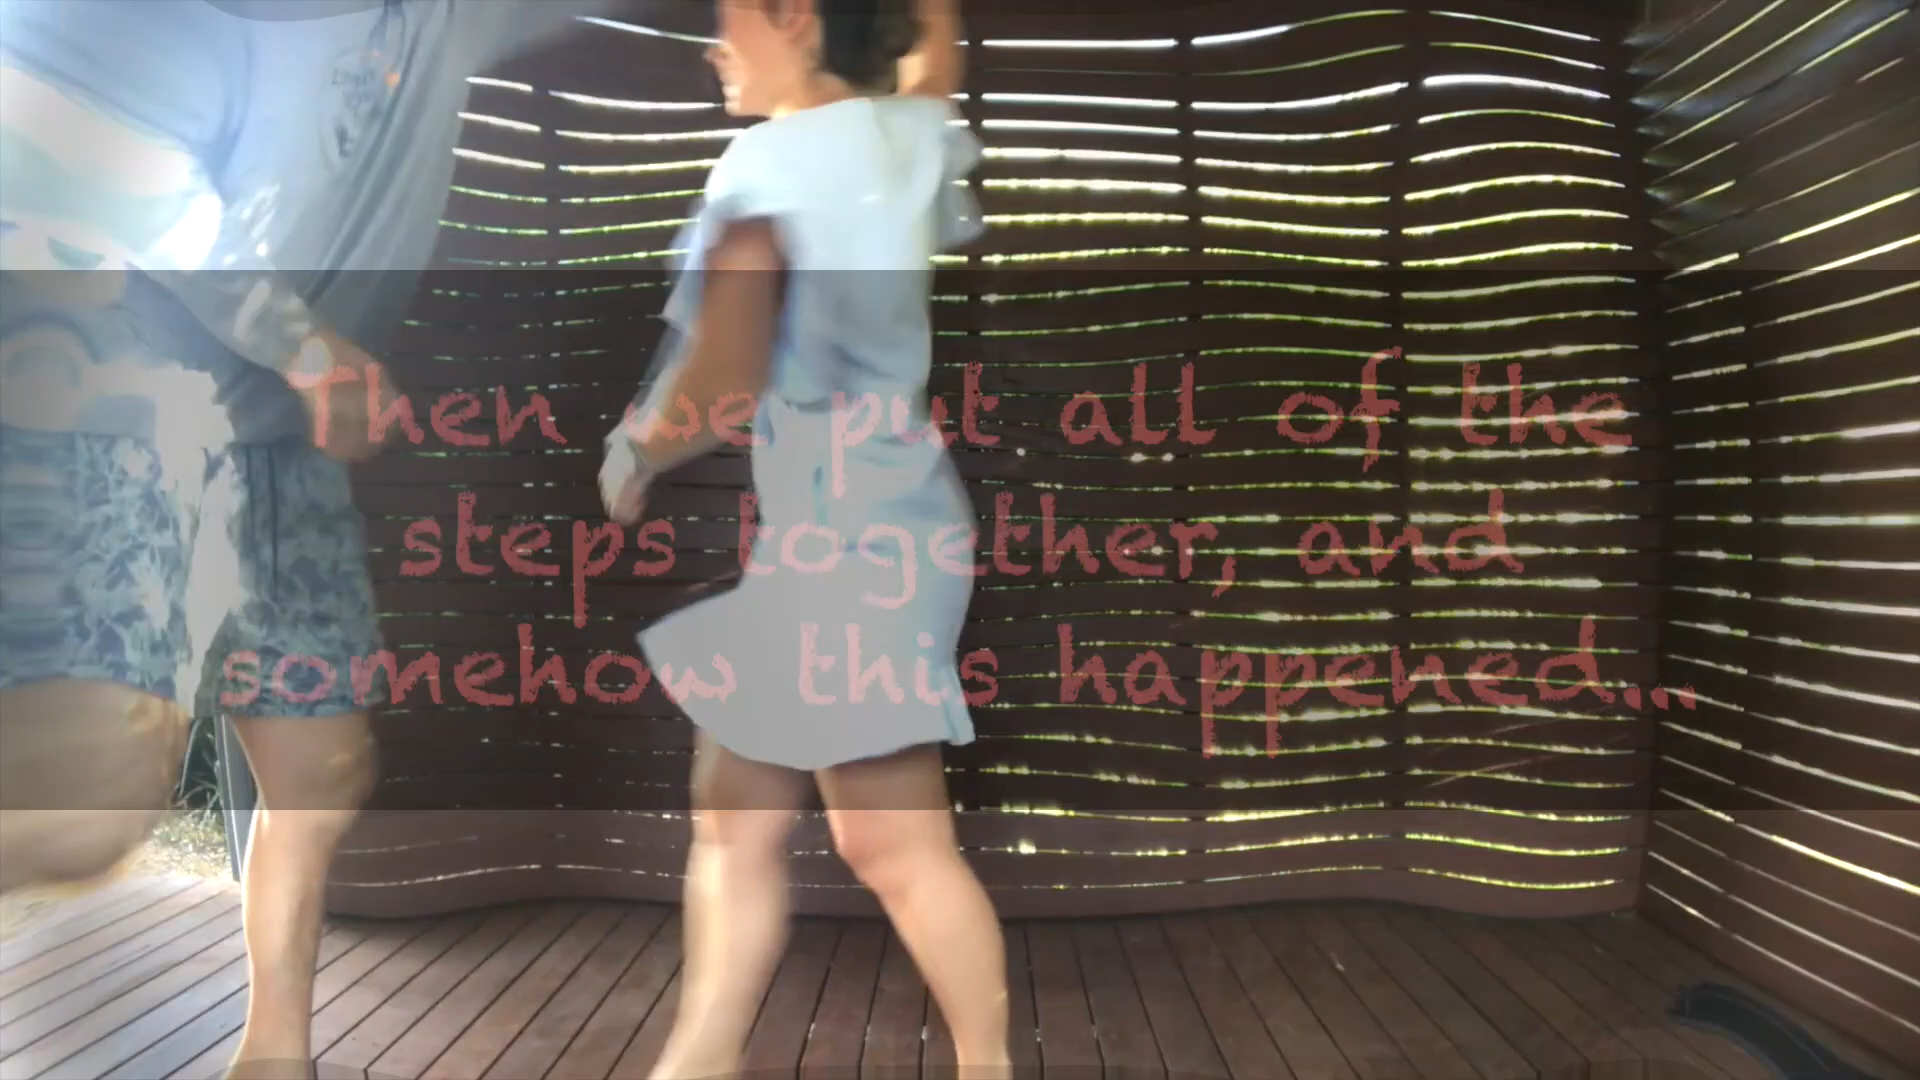 Then we put all of the
steps together, and
somehow this happened...